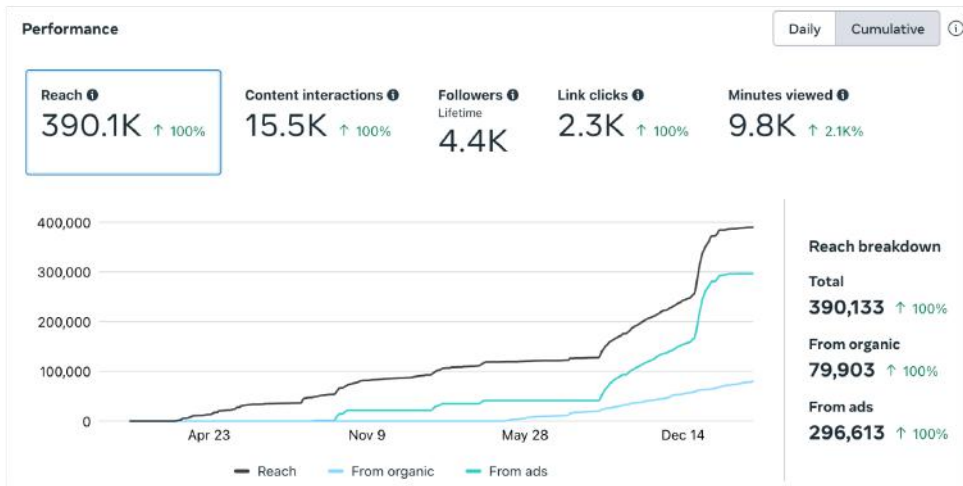 Performance
Daily Cumulative
Reach
390.1K ↑ 100%
Content interactions
15.5K ↑ 100%
Followers
Lifetime
4.4K
Link clicks
2.3K ↑ 100%
Minutes viewed
9.8K ↑ 2.1K%
400,000
300,000
200,000
100,000
0
Apr 23 Nov 9 May 28 Dec 14
Reach From organic From ads
Reach breakdown
Total
390,133 ↑ 100%
From organic
79,903 ↑ 100%
From ads
296,613 ↑ 100%